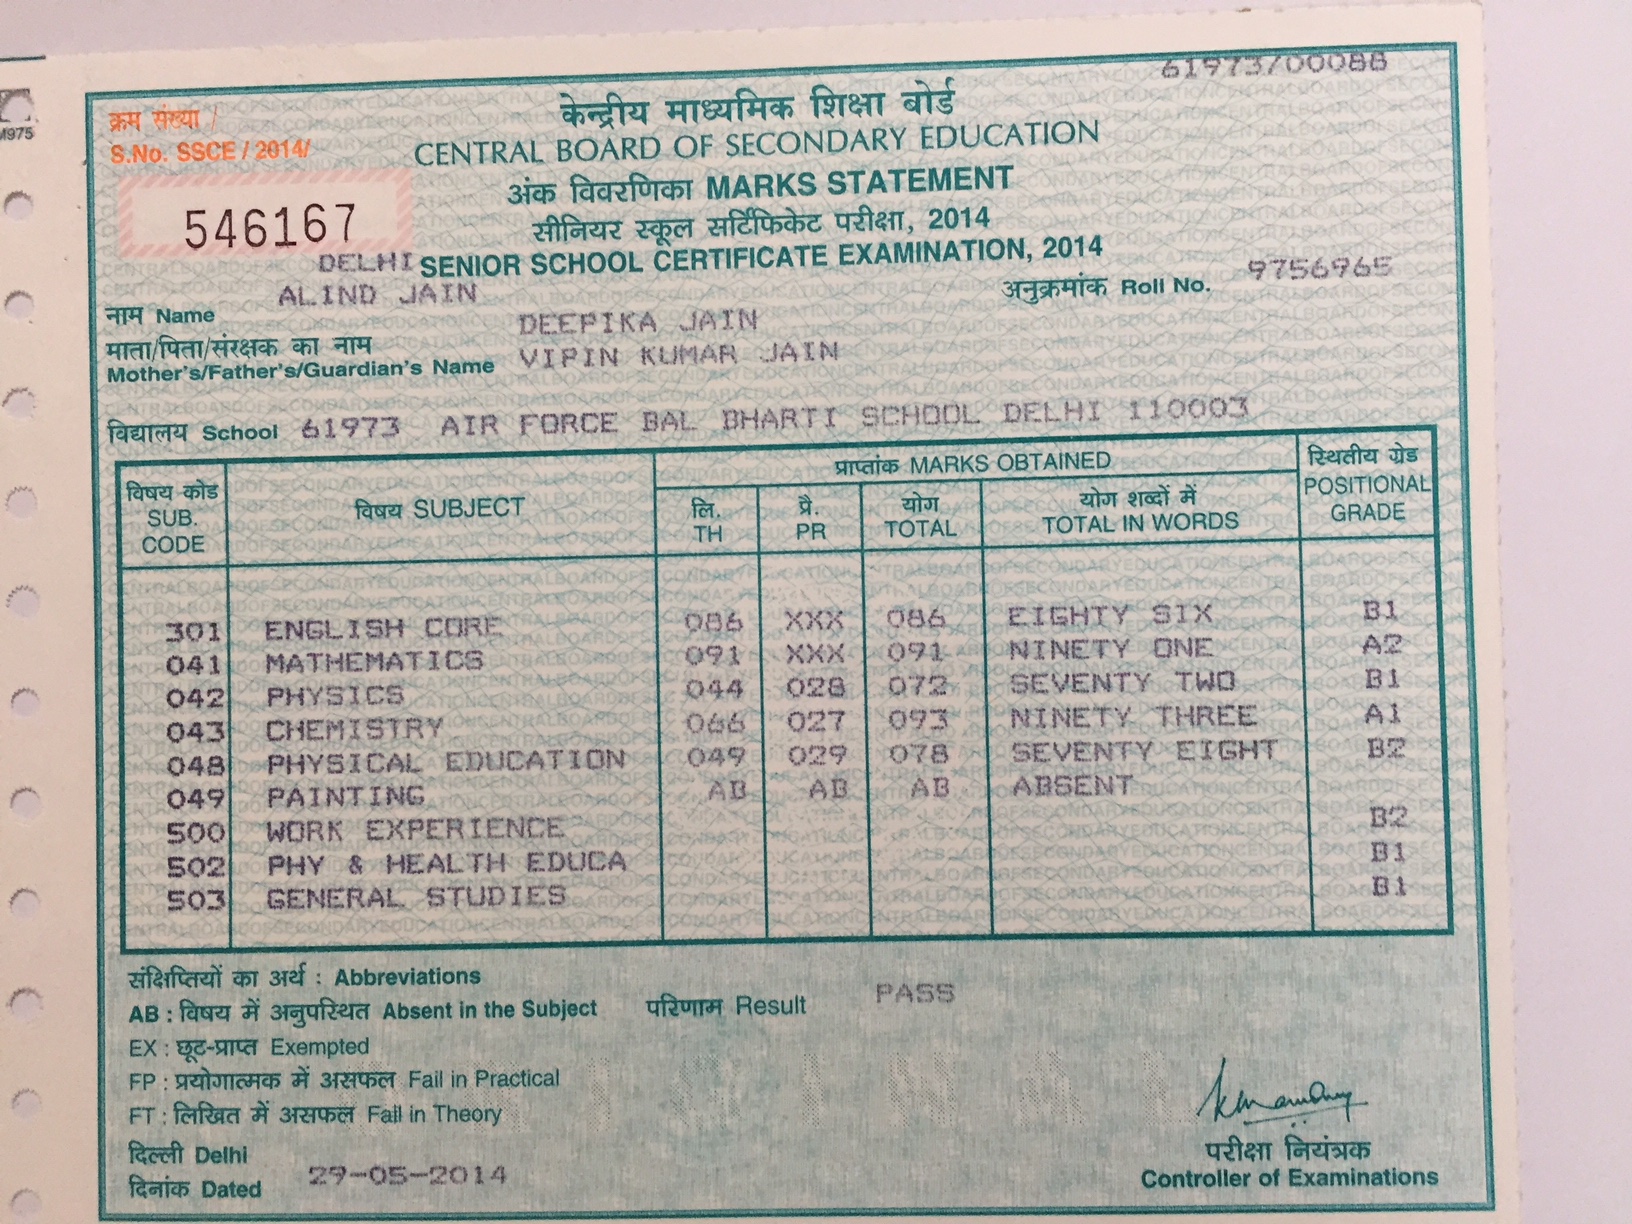 61973/00088
M975
क्रम संख्या /
S.No. SSCE / 2014/
546167
केन्द्रीय माध्यमिक शिक्षा बोर्ड
CENTRAL BOARD OF SECONDARY EDUCATION
अंक विवरणिका MARKS STATEMENT
सीनियर स्कूल सर्टिफिकेट परीक्षा, 2014
DELHI SENIOR SCHOOL CERTIFICATE EXAMINATION, 2014
अनुक्रमांक Roll No. 9756965
नाम Name ALIND JAIN
माता/पिता/संरक्षक का नाम DEEPIKA JAIN
Mother's/Father's/Guardian's Name VIPIN KUMAR JAIN
विद्यालय School 61973 AIR FORCE BAL BHARTI SCHOOL DELHI 110003
विषय कोड SUB. CODE विषय SUBJECT प्राप्तांक MARKS OBTAINED स्थितीय ग्रेड POSITIONAL GRADE
लि. TH प्रै. PR योग TOTAL योग शब्दों में TOTAL IN WORDS
301 ENGLISH CORE 086 XXX 086 EIGHTY SIX B1
041 MATHEMATICS 091 XXX 091 NINETY ONE A2
042 PHYSICS 044 028 072 SEVENTY TWO B1
043 CHEMISTRY 066 027 093 NINETY THREE A1
048 PHYSICAL EDUCATION 049 029 078 SEVENTY EIGHT B2
049 PAINTING AB AB AB ABSENT
500 WORK EXPERIENCE B2
502 PHY & HEALTH EDUCA B1
503 GENERAL STUDIES B1
संक्षिप्तियों का अर्थ : Abbreviations
AB : विषय में अनुपस्थित Absent in the Subject परिणाम Result PASS
EX : छूट-प्राप्त Exempted
FP : प्रयोगात्मक में असफल Fail in Practical
FT : लिखित में असफल Fail in Theory
दिल्ली Delhi
दिनांक Dated 29-05-2014
परीक्षा नियंत्रक
Controller of Examinations